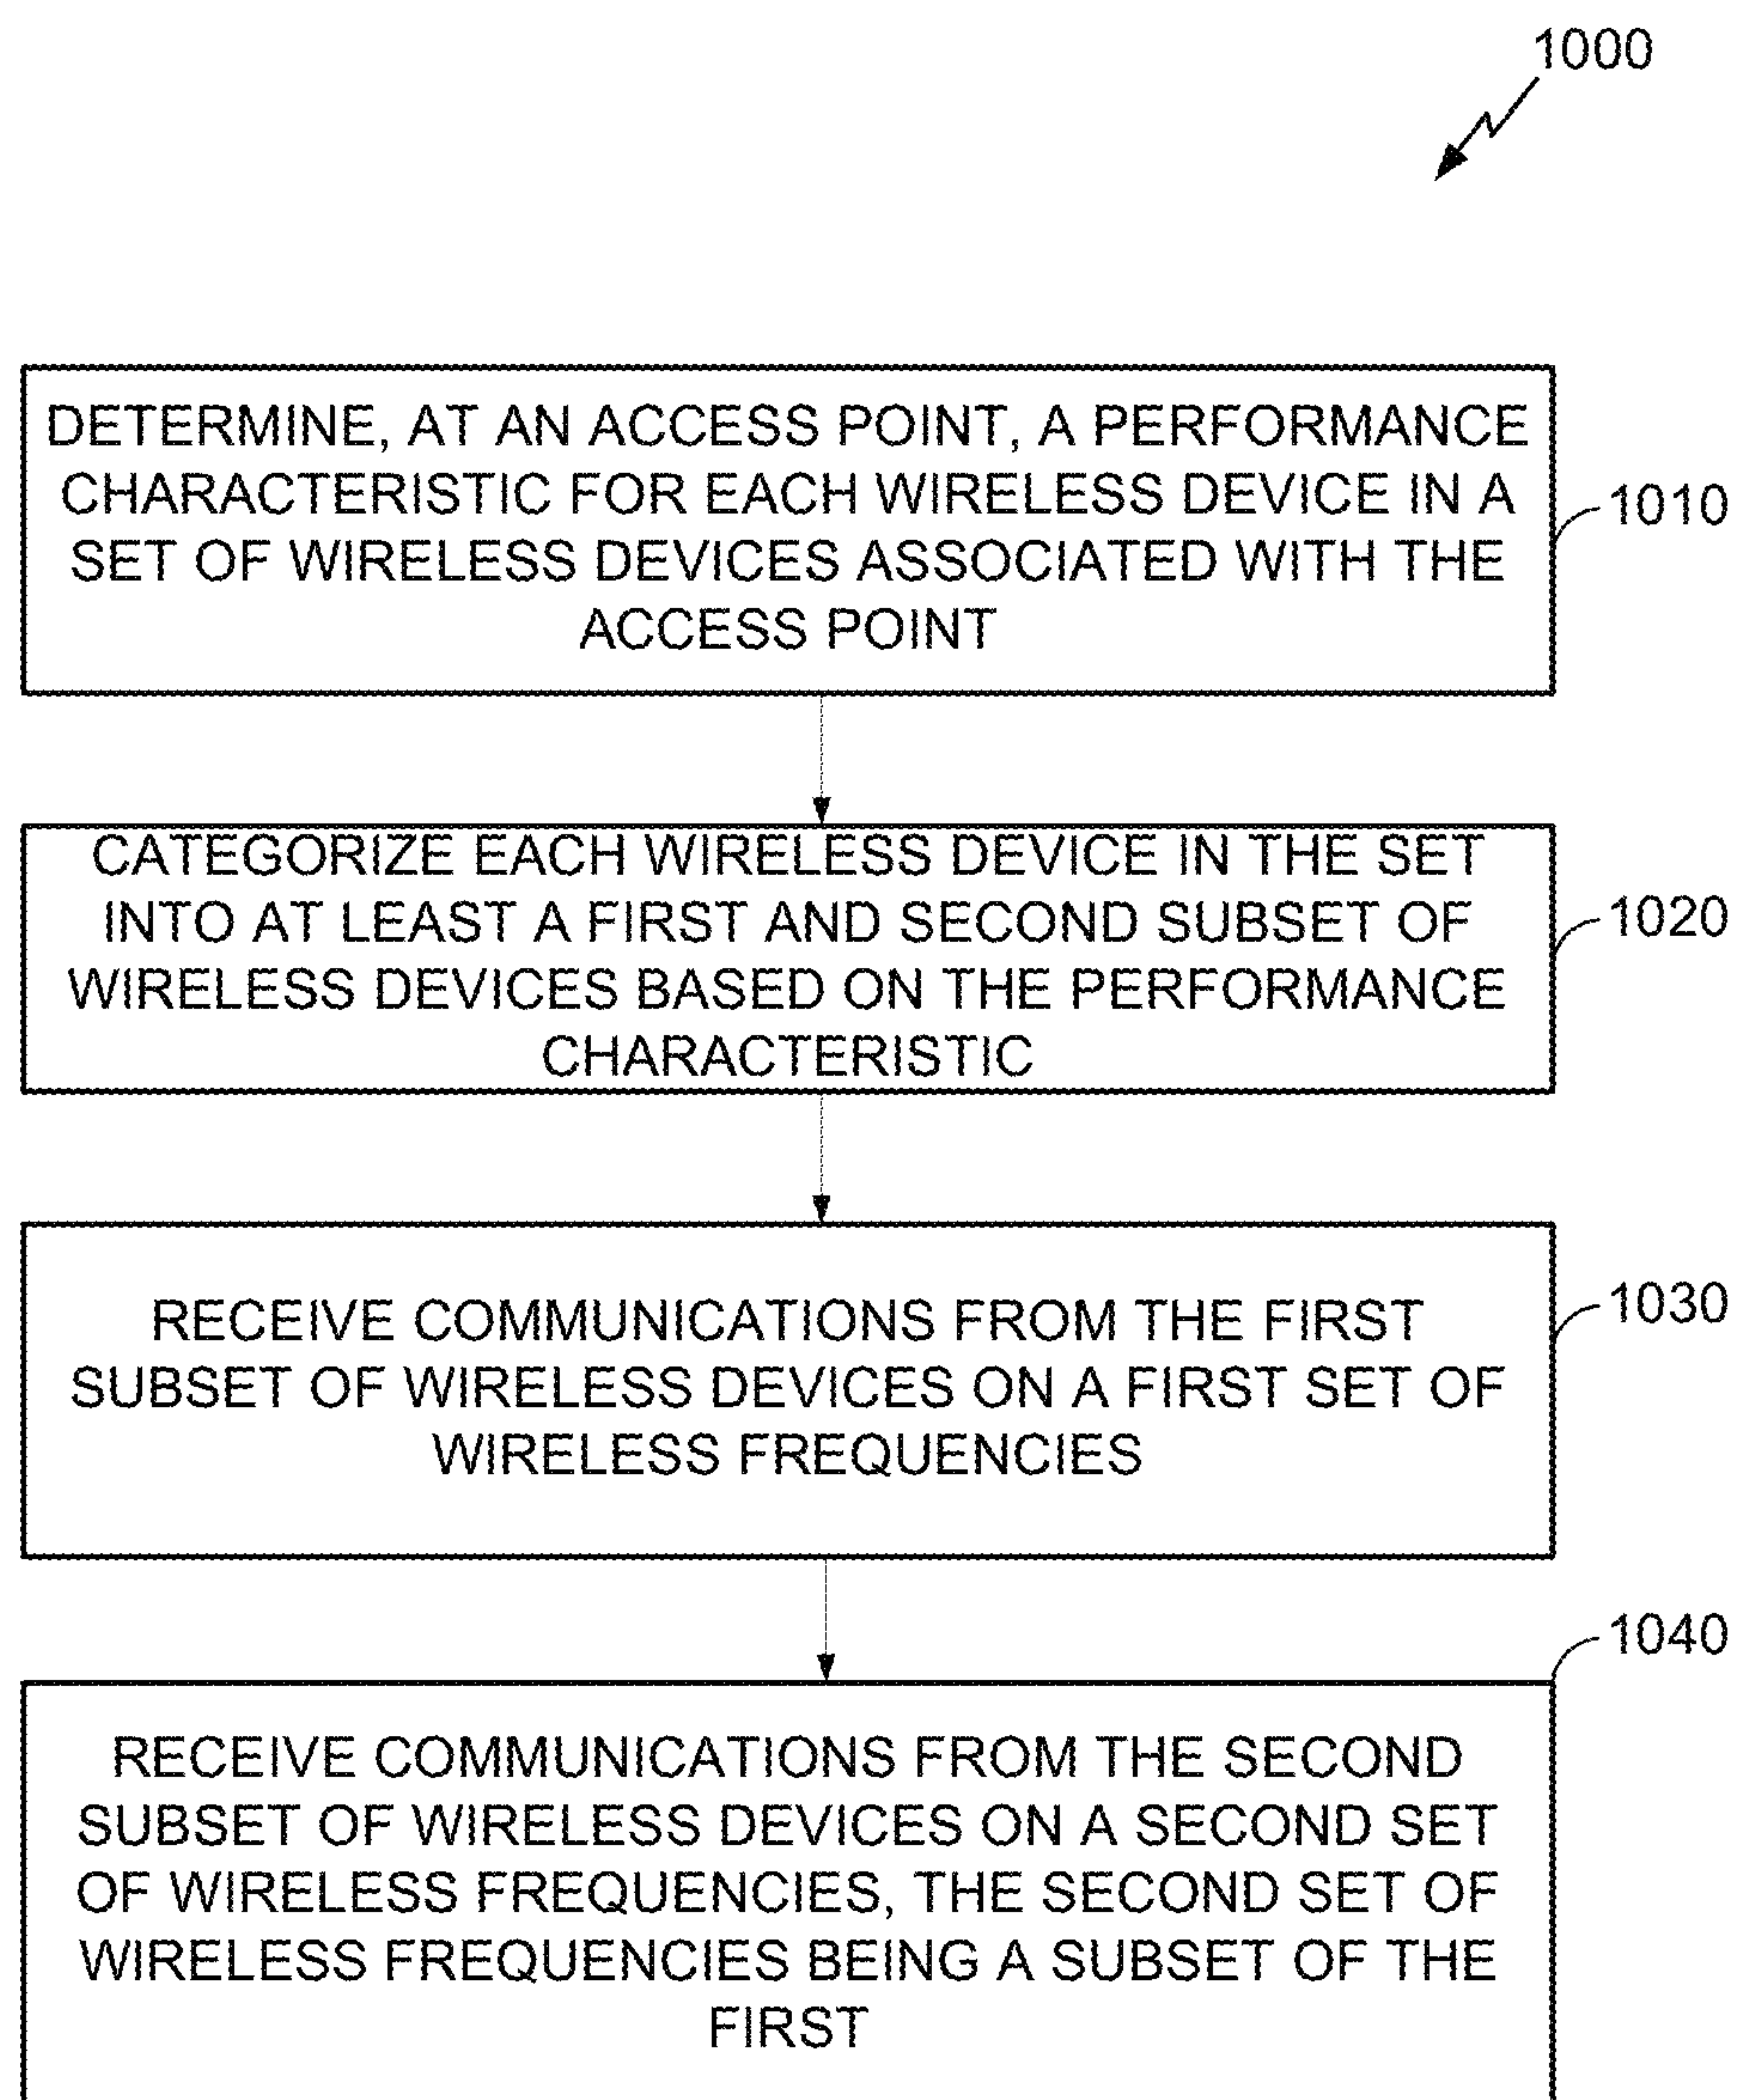 1000
DETERMINE, AT AN ACCESS POINT, A PERFORMANCE
CHARACTERISTIC FOR EACH WIRELESS DEVICE IN A
SET OF WIRELESS DEVICES ASSOCIATED WITH THE
ACCESS POINT
1010
CATEGORIZE EACH WIRELESS DEVICE IN THE SET
INTO AT LEAST A FIRST AND SECOND SUBSET OF
WIRELESS DEVICES BASED ON THE PERFORMANCE
CHARACTERISTIC
1020
RECEIVE COMMUNICATIONS FROM THE FIRST
SUBSET OF WIRELESS DEVICES ON A FIRST SET OF
WIRELESS FREQUENCIES
1030
RECEIVE COMMUNICATIONS FROM THE SECOND
SUBSET OF WIRELESS DEVICES ON A SECOND SET
OF WIRELESS FREQUENCIES, THE SECOND SET OF
WIRELESS FREQUENCIES BEING A SUBSET OF THE
FIRST
1040